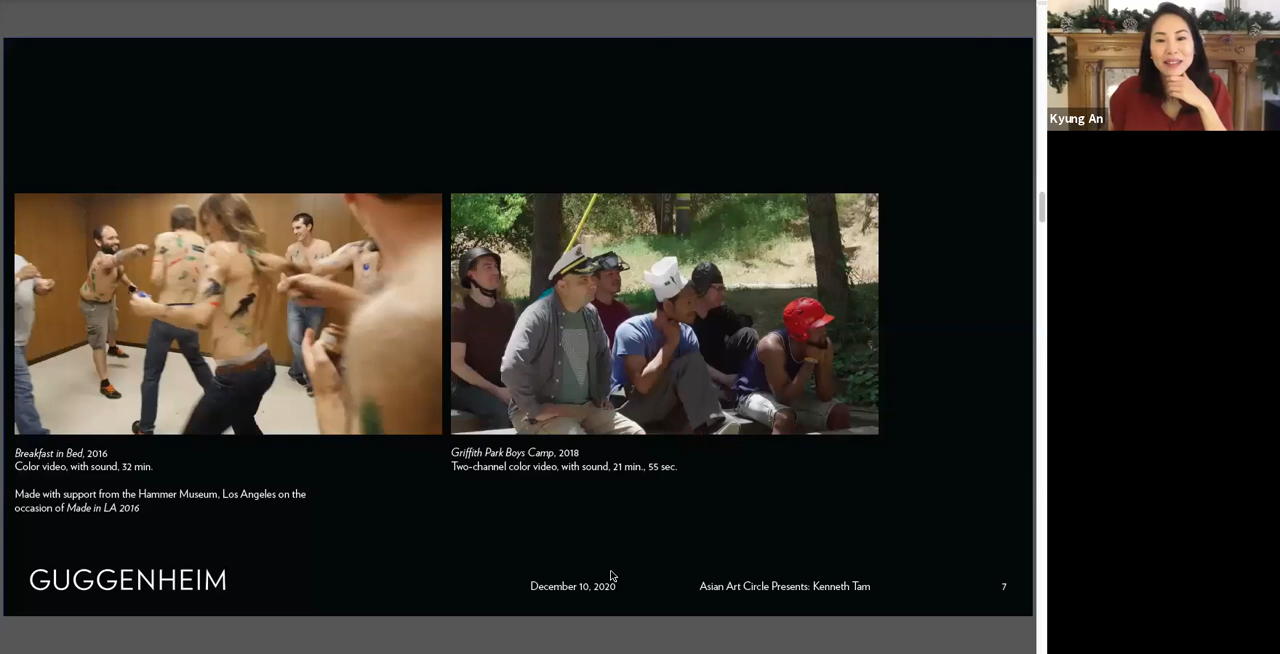 Kyung An
Breakfast in Bed, 2016
Color video, with sound, 32 min.
Made with support from the Hammer Museum, Los Angeles on the
occasion of Made in LA 2016
Griffith Park Boys Camp, 2018
Two-channel color video, with sound, 21 min., 55 sec.
GUGGENHEIM
December 10, 2020
Asian Art Circle Presents: Kenneth Tam
7